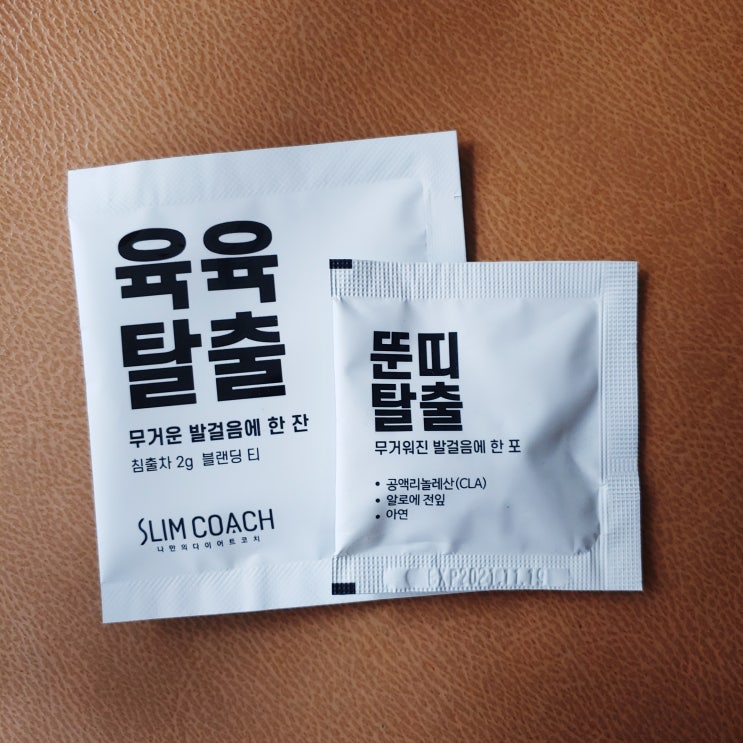 육육
탈출
무거운 발걸음에 한 잔
침출차 2g 블랜딩 티
SLIM COACH
나만의다이어트코치
뚠띠
탈출
무거워진 발걸음에 한 포
• 공액리놀레산(CLA)
• 알로에 전잎
• 아연
EXP2021.11.19